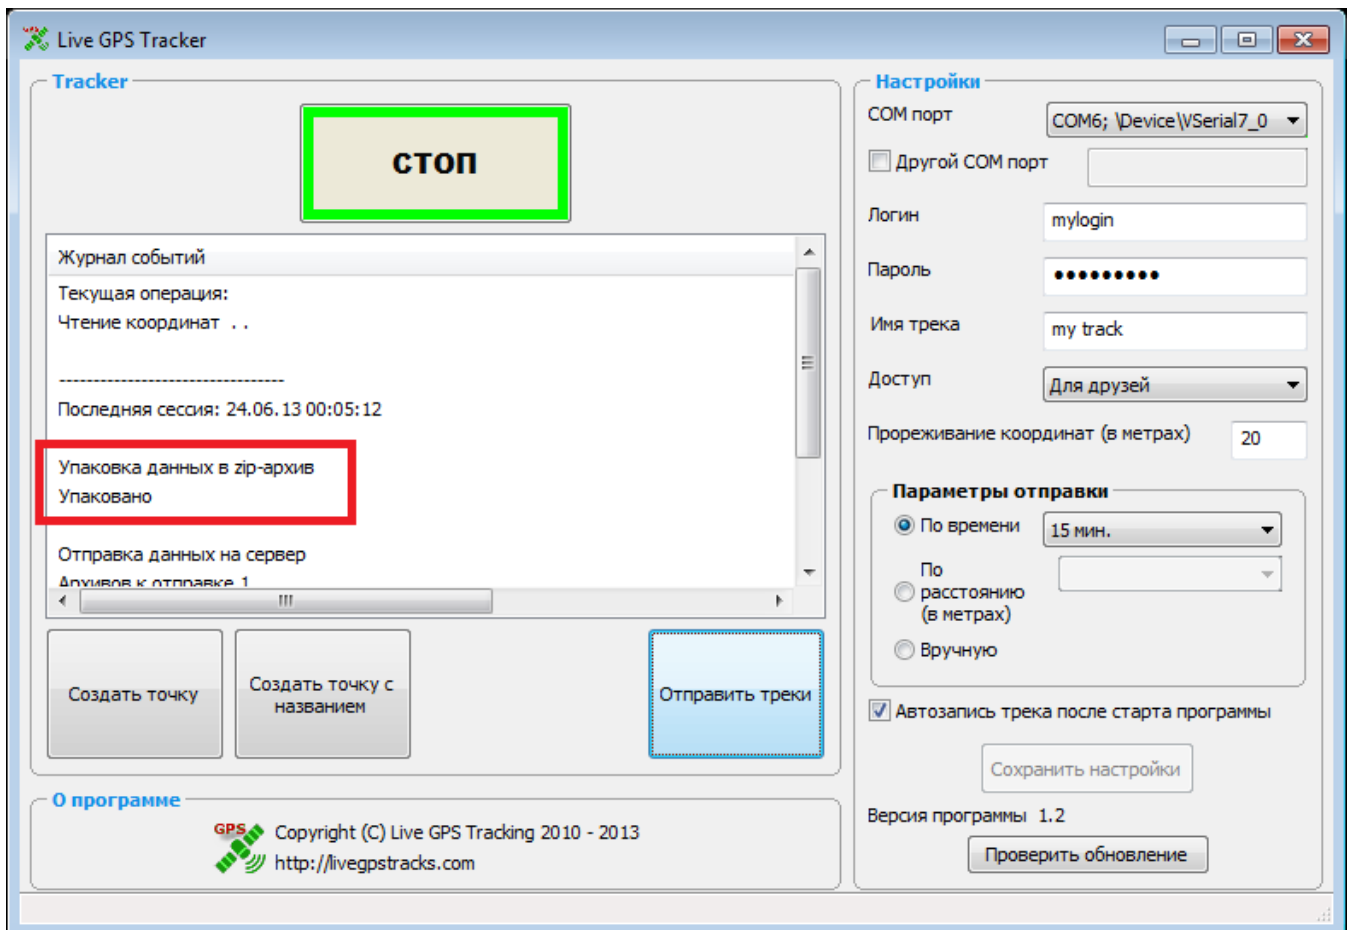 Live GPS Tracker
Tracker
стоп
Журнал событий
Текущая операция:
Чтение координат . .
---------------------------------
Последняя сессия: 24.06.13 00:05:12
Упаковка данных в zip-архив
Упаковано
Отправка данных на сервер
Архивов к отправке 1
Создать точку
Создать точку с
названием
Отправить треки
О программе
GPS
Copyright (C) Live GPS Tracking 2010 - 2013
http://livegpstracks.com
Настройки
COM порт
COM6; \Device\VSerial7_0
Другой COM порт
Логин
mylogin
Пароль
•••••••••
Имя трека
my track
Доступ
Для друзей
Прореживание координат (в метрах)
20
Параметры отправки
По времени
15 мин.
По
расстоянию
(в метрах)
Вручную
Автозапись трека после старта программы
Сохранить настройки
Версия программы 1.2
Проверить обновление